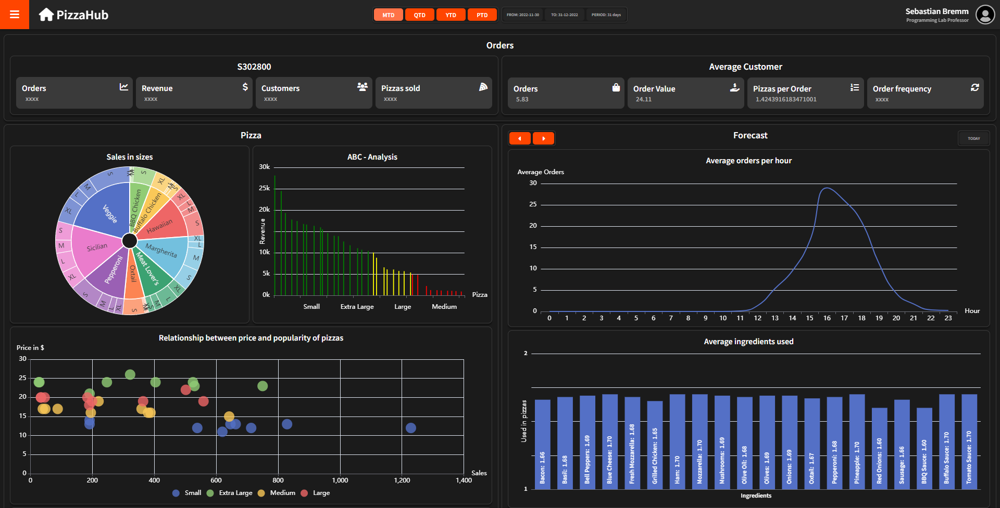 PizzaHub
MTD QTD YTD PTD
FROM: 2022-11-30 TO: 31-12-2022 PERIOD: 31 days
Sebastian Bremm
Programming Lab Professor
Orders
S302800
Orders
xxxx
Revenue
xxxx
Customers
xxxx
Pizzas sold
xxxx
Average Customer
Orders
5.83
Order Value
24.11
Pizzas per Order
1.4243916183471001
Order frequency
xxxx
Pizza
Sales in sizes
BBQ Chicken
S
Buffalo Chicken
XL
M
S
Hawaiian
XL
L
M
S
Margherita
XL
L
M
S
Meat Lover's
XL
L
M
S
Oxtail
S
Pepperoni
XL
L
M
S
Sicilian
XL
L
M
S
Veggie
XL
L
M
S
ABC - Analysis
Revenue
30k
25k
20k
15k
10k
5k
0k
Small Extra Large Large Medium
Pizza
Relationship between price and popularity of pizzas
Price in $
30
25
20
15
10
5
0
0 200 400 600 800 1,000 1,200 1,400
Sales
Small Extra Large Medium Large
Forecast
TODAY
Average orders per hour
Average Orders
30
25
20
15
10
5
0
0 1 2 3 4 5 6 7 8 9 10 11 12 13 14 15 16 17 18 19 20 21 22 23
Hour
Average ingredients used
2
1
Used in pizzas
Bacon: 1.66
Basil: 1.68
Bell Peppers: 1.69
Blue Cheese: 1.70
Fresh Mozzarella: 1.68
Grilled Chicken: 1.65
Ham: 1.70
Mozzarella: 1.70
Mushrooms: 1.69
Olive Oil: 1.68
Olives: 1.69
Onions: 1.69
Oxtail: 1.67
Pepperoni: 1.68
Pineapple: 1.70
Red Onions: 1.60
Sausage: 1.66
BBQ Sauce: 1.60
Buffalo Sauce: 1.70
Tomato Sauce: 1.70
Ingredients